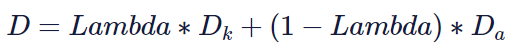 D = Lambda * D_k + (1 − Lambda) * D_a